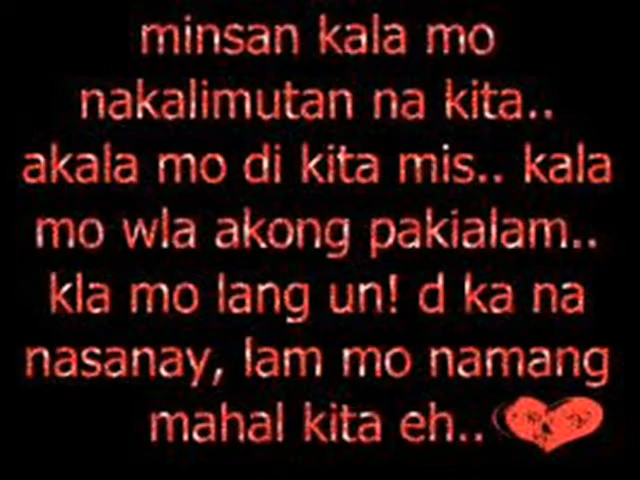 minsan kala mo
nakalimutan na kita..
akala mo di kita mis.. kala
mo wla akong pakialam..
kla mo lang un! d ka na
nasanay, lam mo namang
mahal kita eh..